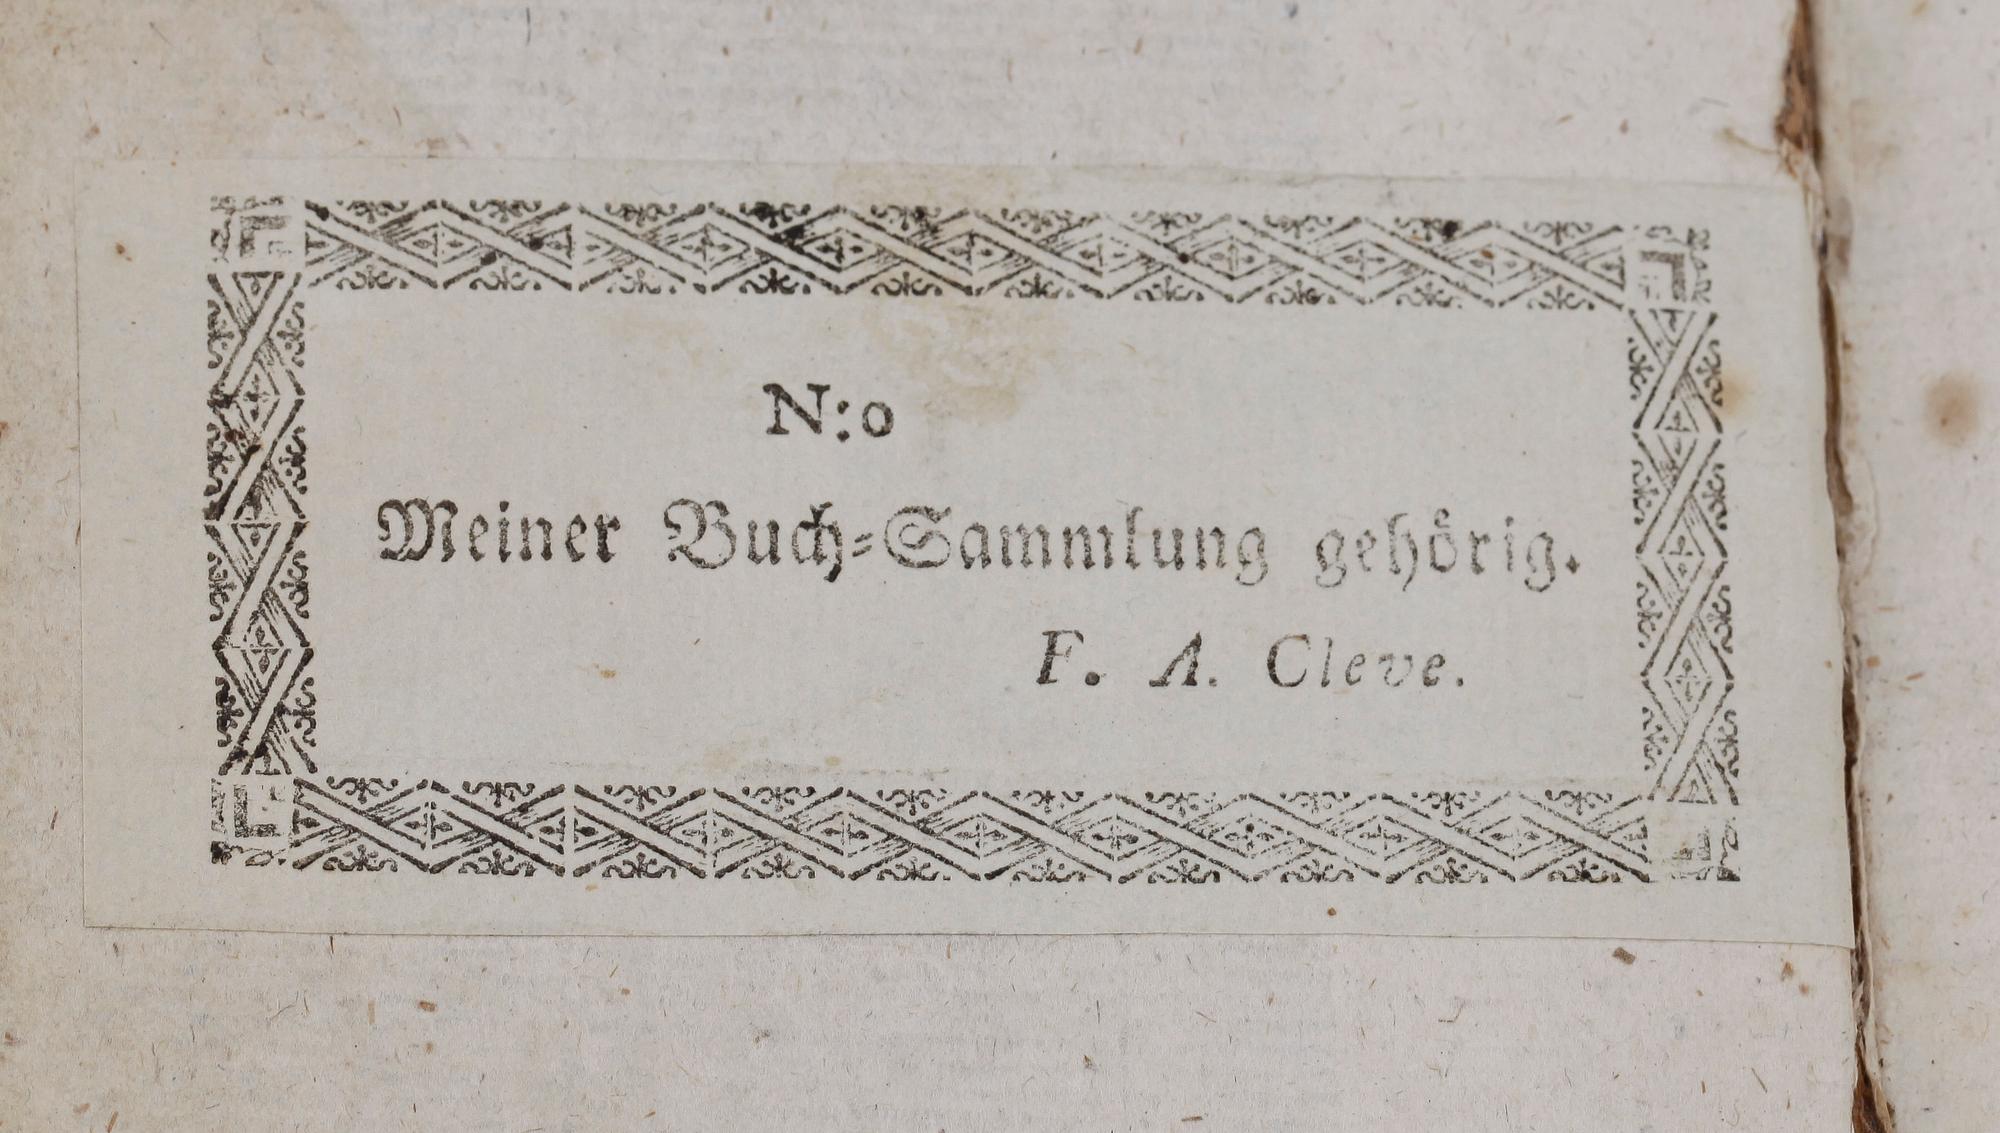 N:o
Meiner Buch-Sammlung gehörig.
F. A. Cleve.